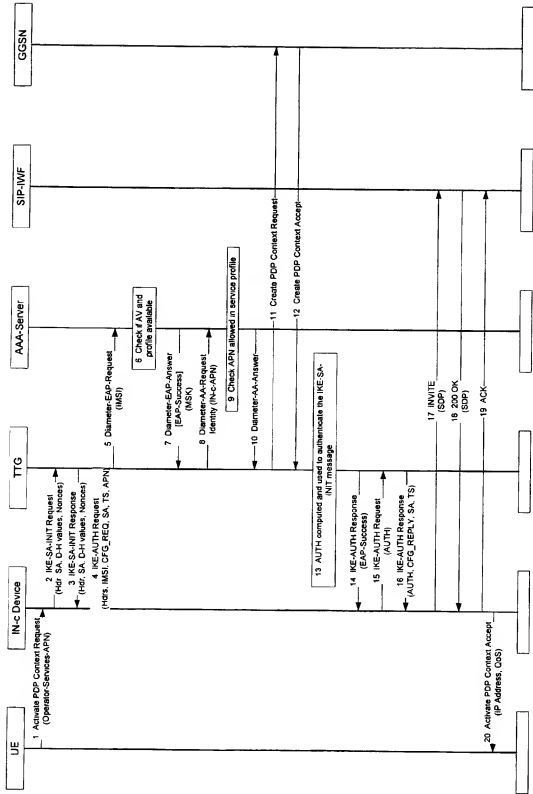 UE
IN-c Device
TTG
AAA-Server
SIP-IWF
GGSN
1 Activate PDP Context Request
(Operator-Services-APN)
2 IKE-SA-INIT Request
(Hdr SA, D-H values, Nonces)
3 IKE-SA-INIT Response
(Hdr, SA, D-H values, Nonces)
4 IKE-AUTH Request
(Hdrs, IMSI, CFG_REQ, SA, TS, APN)
5 Diameter-EAP-Request
(IMSI)
6 Check if AV and
profile available
7 Diameter-EAP-Answer
[EAP-Success]
(MSK)
8 Diameter-AA-Request
Identity (IN-c-APN)
9 Check APN allowed in service profile
10 Diameter-AA-Answer
11 Create PDP Context Request
12 Create PDP Context Accept
13 AUTH computed and used to authenticate the IKE-SA-
INIT message
14 IKE-AUTH Response
(EAP-Success)
15 IKE-AUTH Request
(AUTH)
16 IKE-AUTH Response
(AUTH, CFG_REPLY, SA, TS)
17 INVITE
(SDP)
18 200 OK
(SDP)
19 ACK
20 Activate PDP Context Accept
(IP Address, QoS)